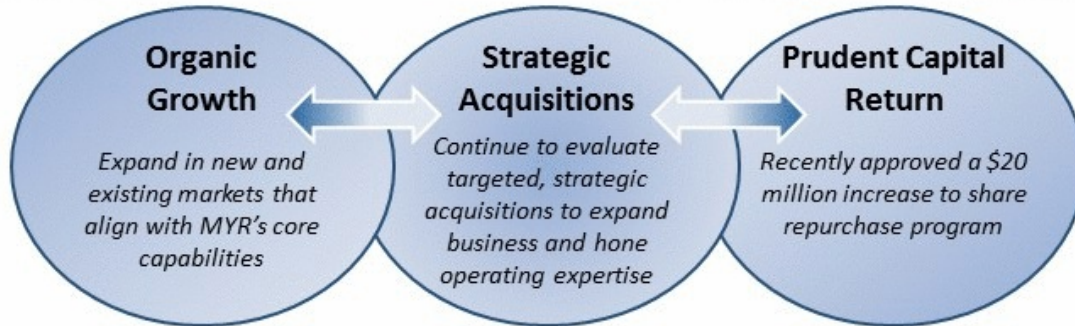 Organic
Growth
Expand in new and
existing markets that
align with MYR's core
capabilities
Strategic
Acquisitions
Continue to evaluate
targeted, strategic
acquisitions to expand
business and hone
operating expertise
Prudent Capital
Return
Recently approved a $20
million increase to share
repurchase program